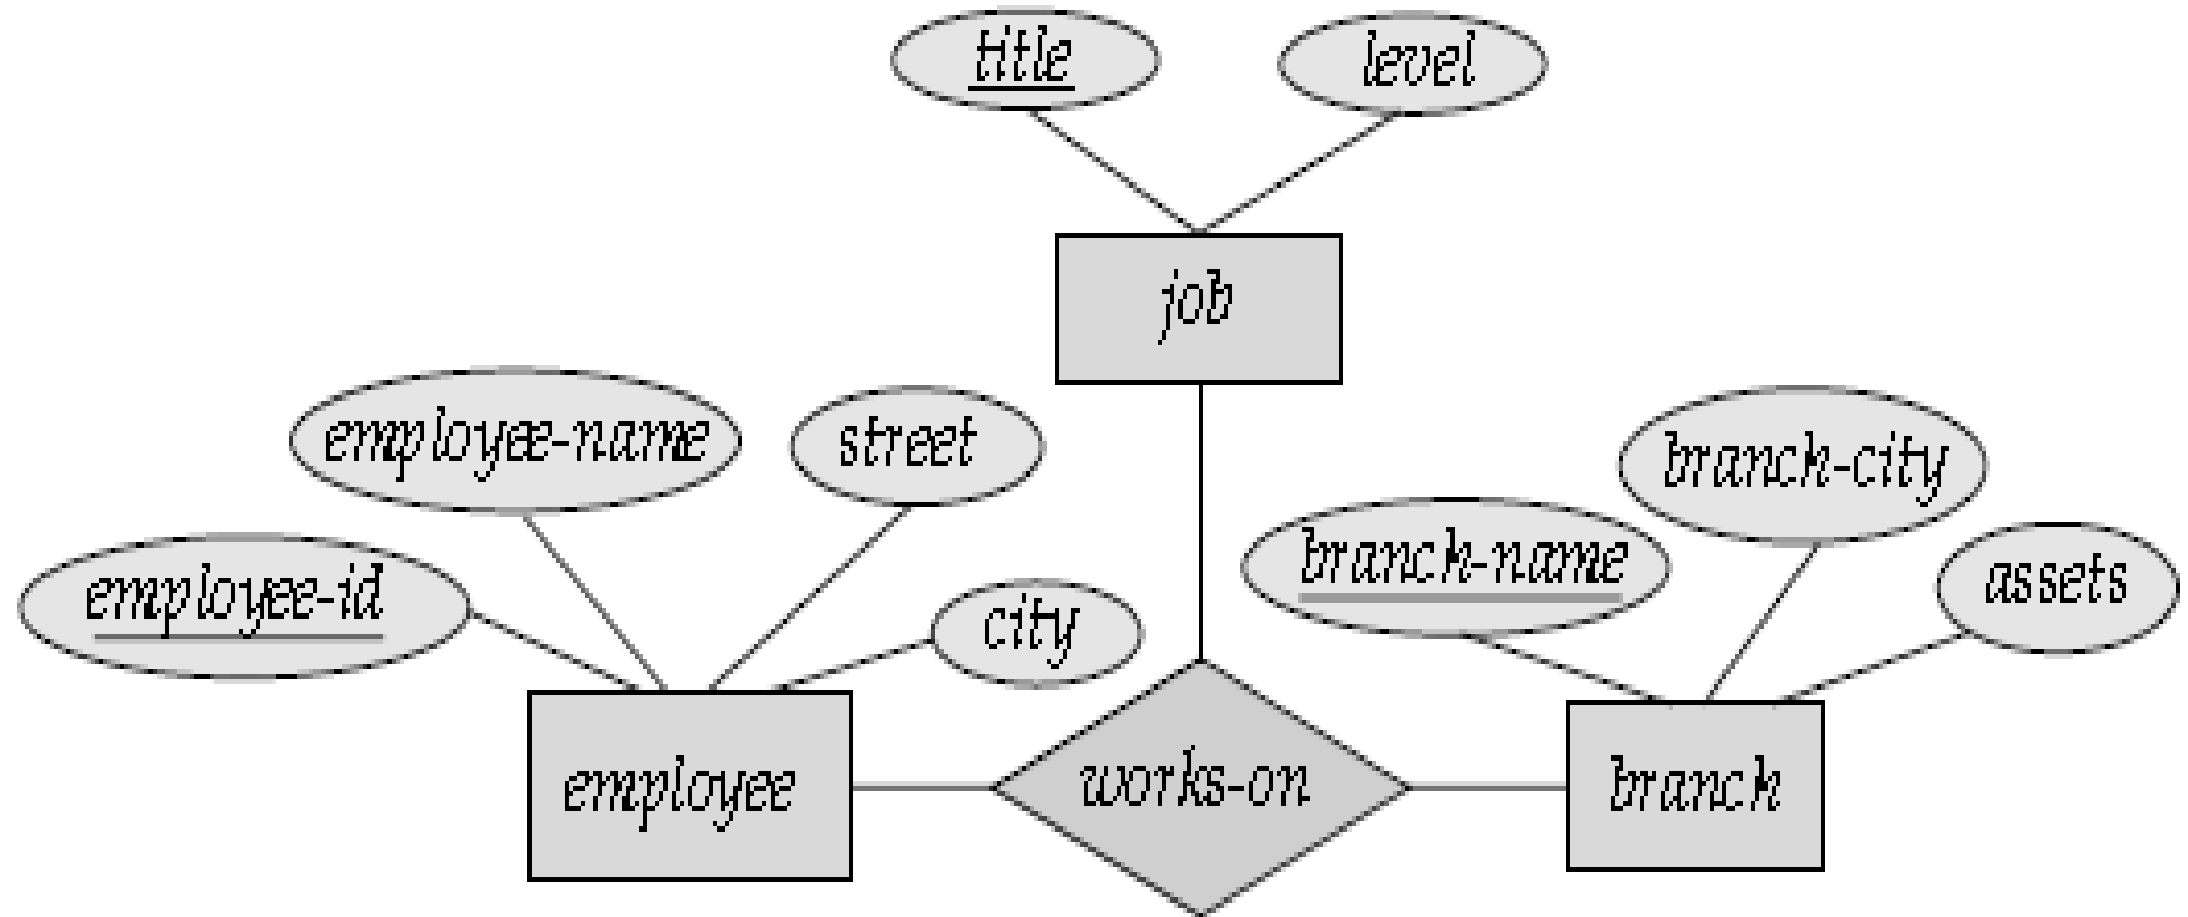 title
level
job
employee-name
street
branch-city
branch-name
assets
employee-id
city
employee
works-on
branch